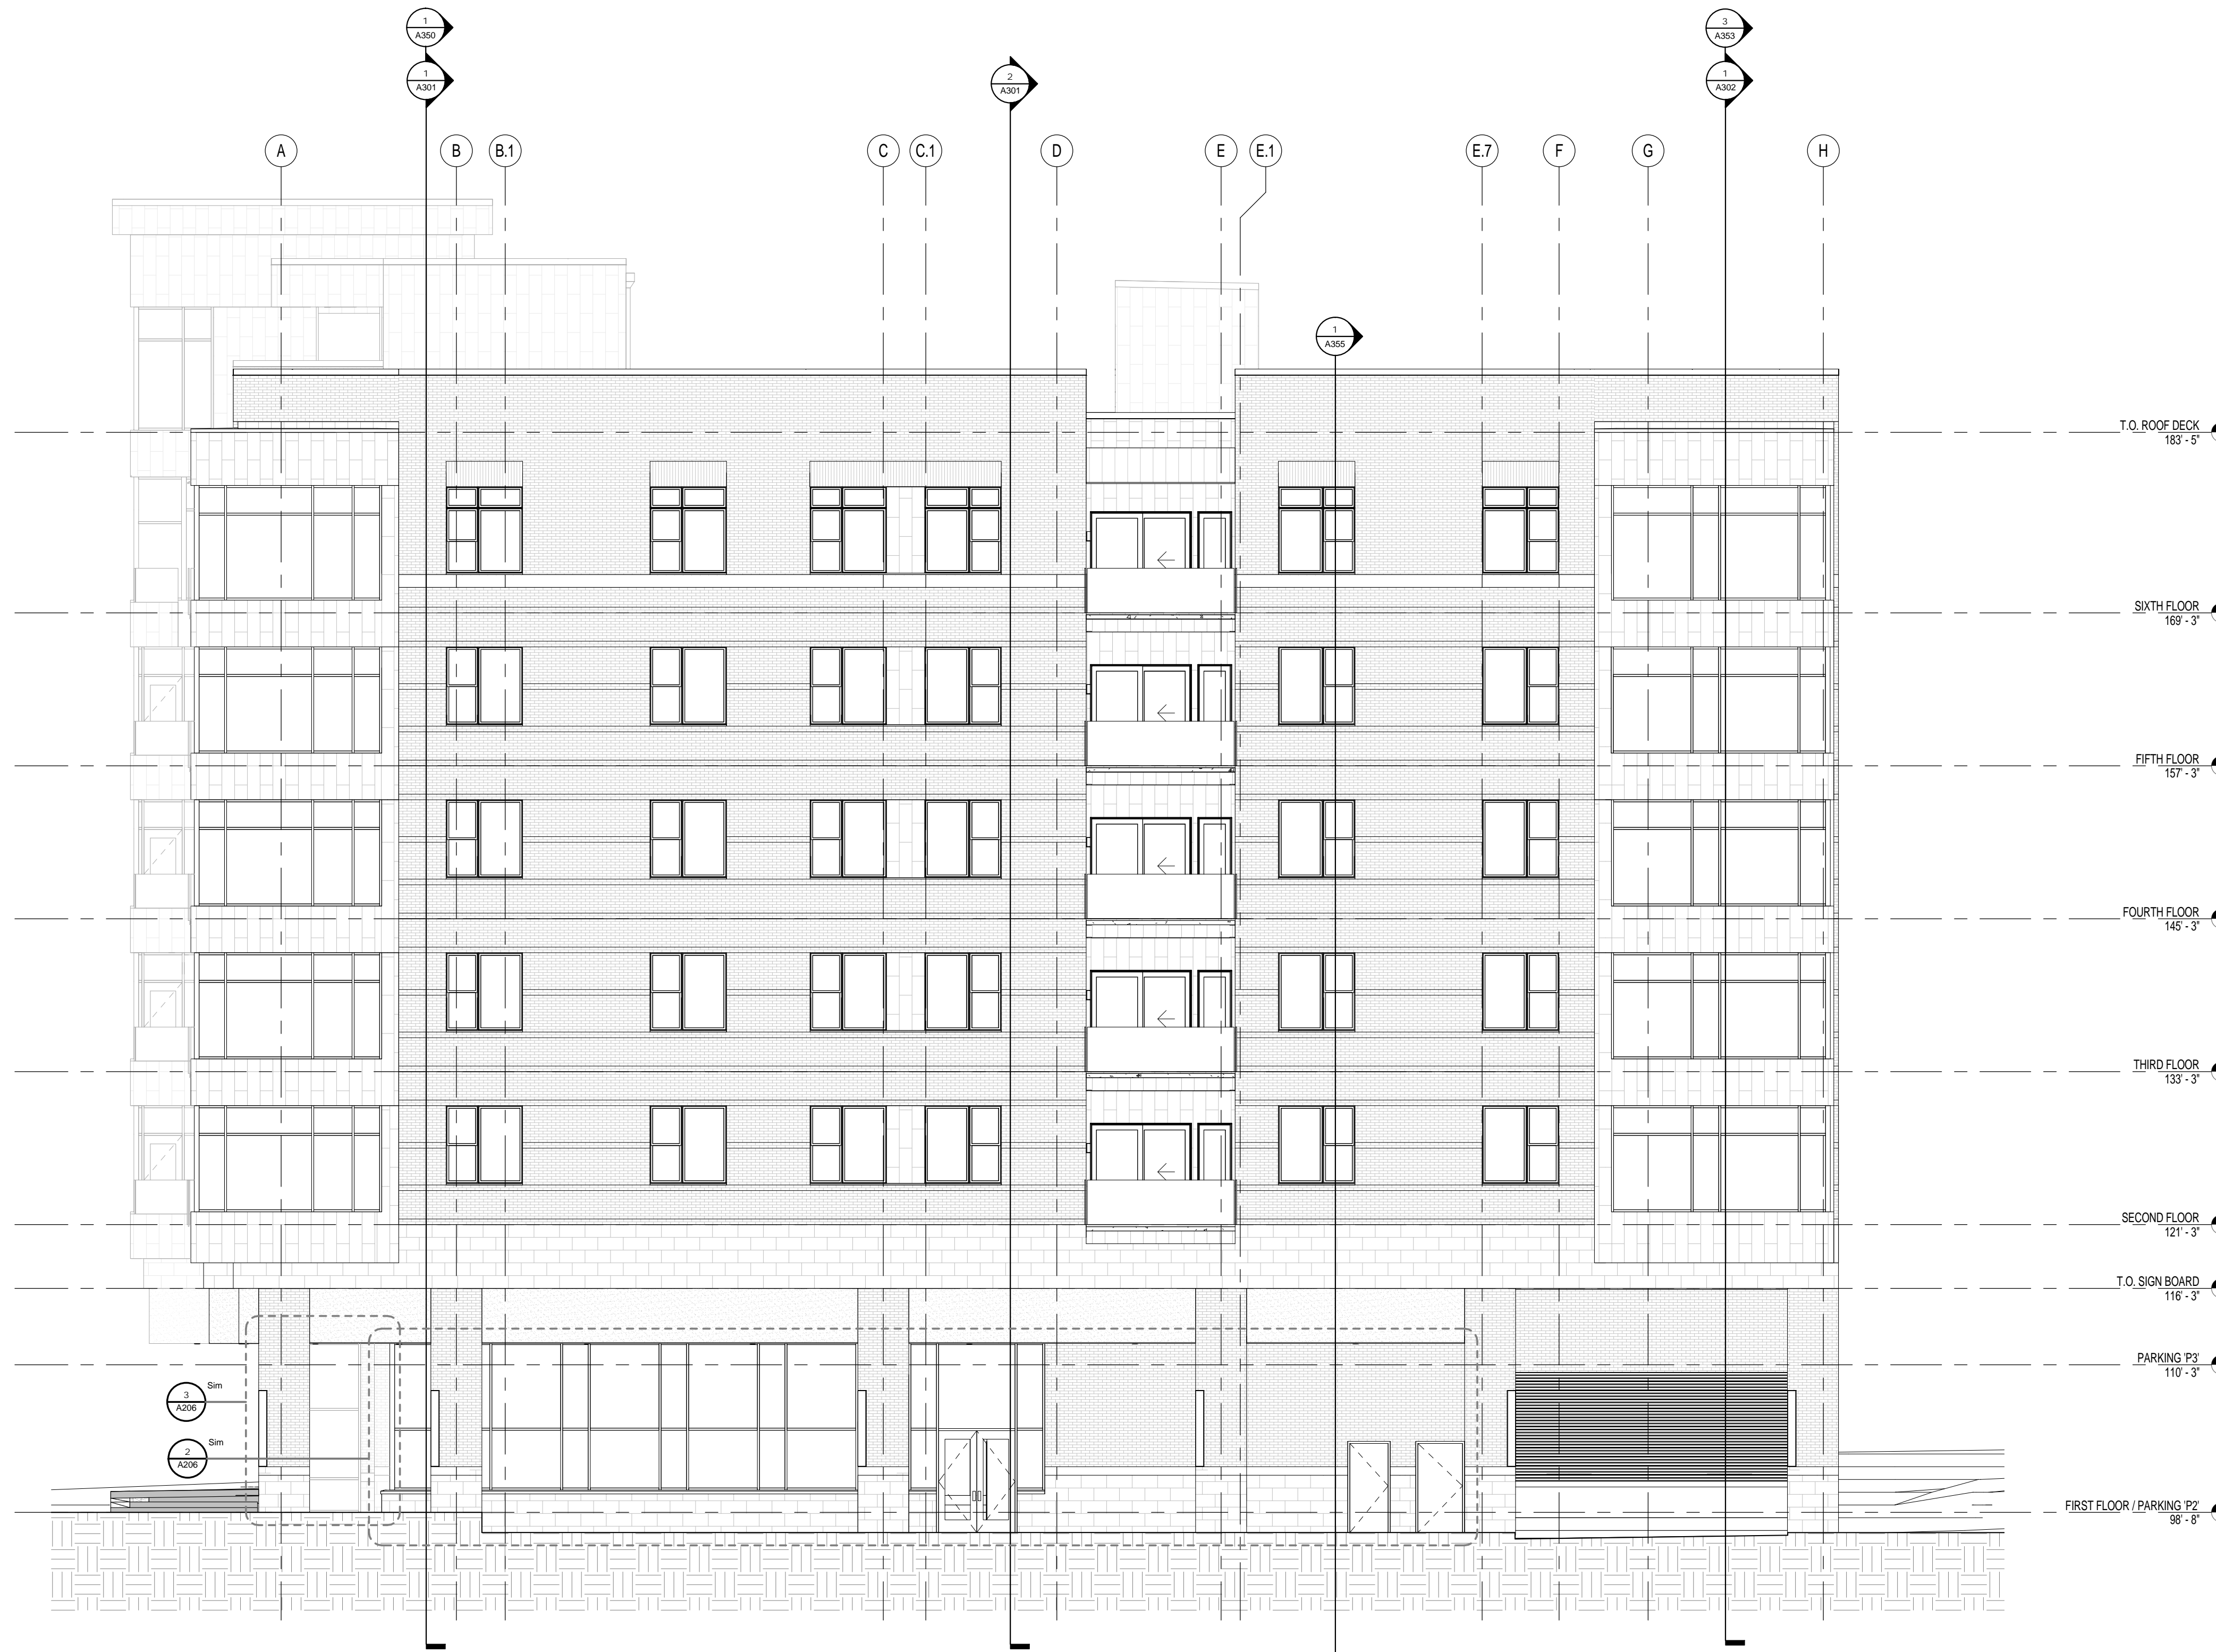 1
A350
3
A353
1
A301
2
A301
1
A302
A
B
B.1
C
C.1
D
E
E.1
E.7
F
G
H
1
A355
T.O. ROOF DECK
183' - 5"
SIXTH FLOOR
169' - 3"
FIFTH FLOOR
157' - 3"
FOURTH FLOOR
145' - 3"
THIRD FLOOR
133' - 3"
SECOND FLOOR
121' - 3"
T.O. SIGN BOARD
116' - 3"
PARKING 'P3'
110' - 3"
3
A206
Sim
2
A206
Sim
FIRST FLOOR / PARKING 'P2'
98' - 8"